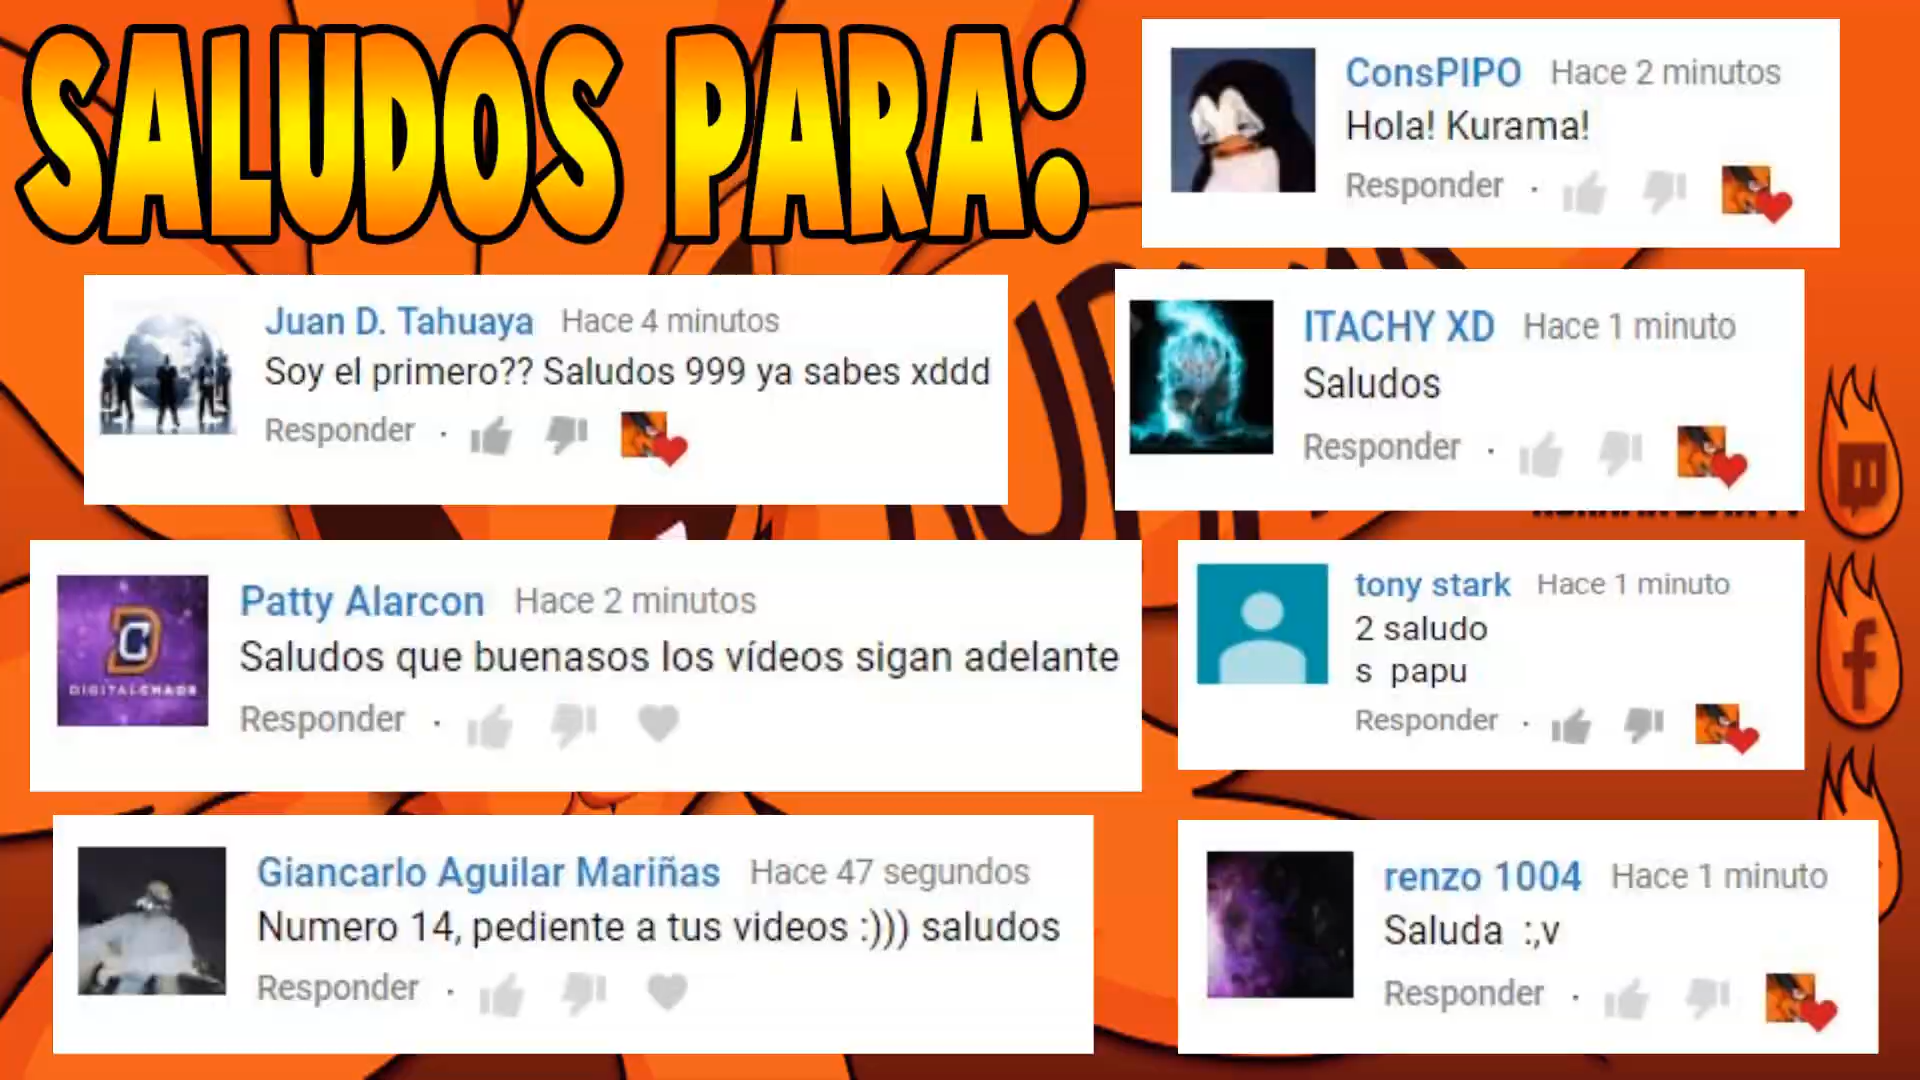 SALUDOS PARA:
ConsPIPO Hace 2 minutos
Hola! Kurama!
Responder
Juan D. Tahuaya Hace 4 minutos
Soy el primero?? Saludos 999 ya sabes xddd
Responder
ITACHY XD Hace 1 minuto
Saludos
Responder
Patty Alarcon Hace 2 minutos
Saludos que buenasos los vídeos sigan adelante
Responder
DIGITALCHAOS
tony stark Hace 1 minuto
2 saludo
s papu
Responder
Giancarlo Aguilar Mariñas Hace 47 segundos
Numero 14, pediente a tus videos :))) saludos
Responder
renzo 1004 Hace 1 minuto
Saluda :,v
Responder